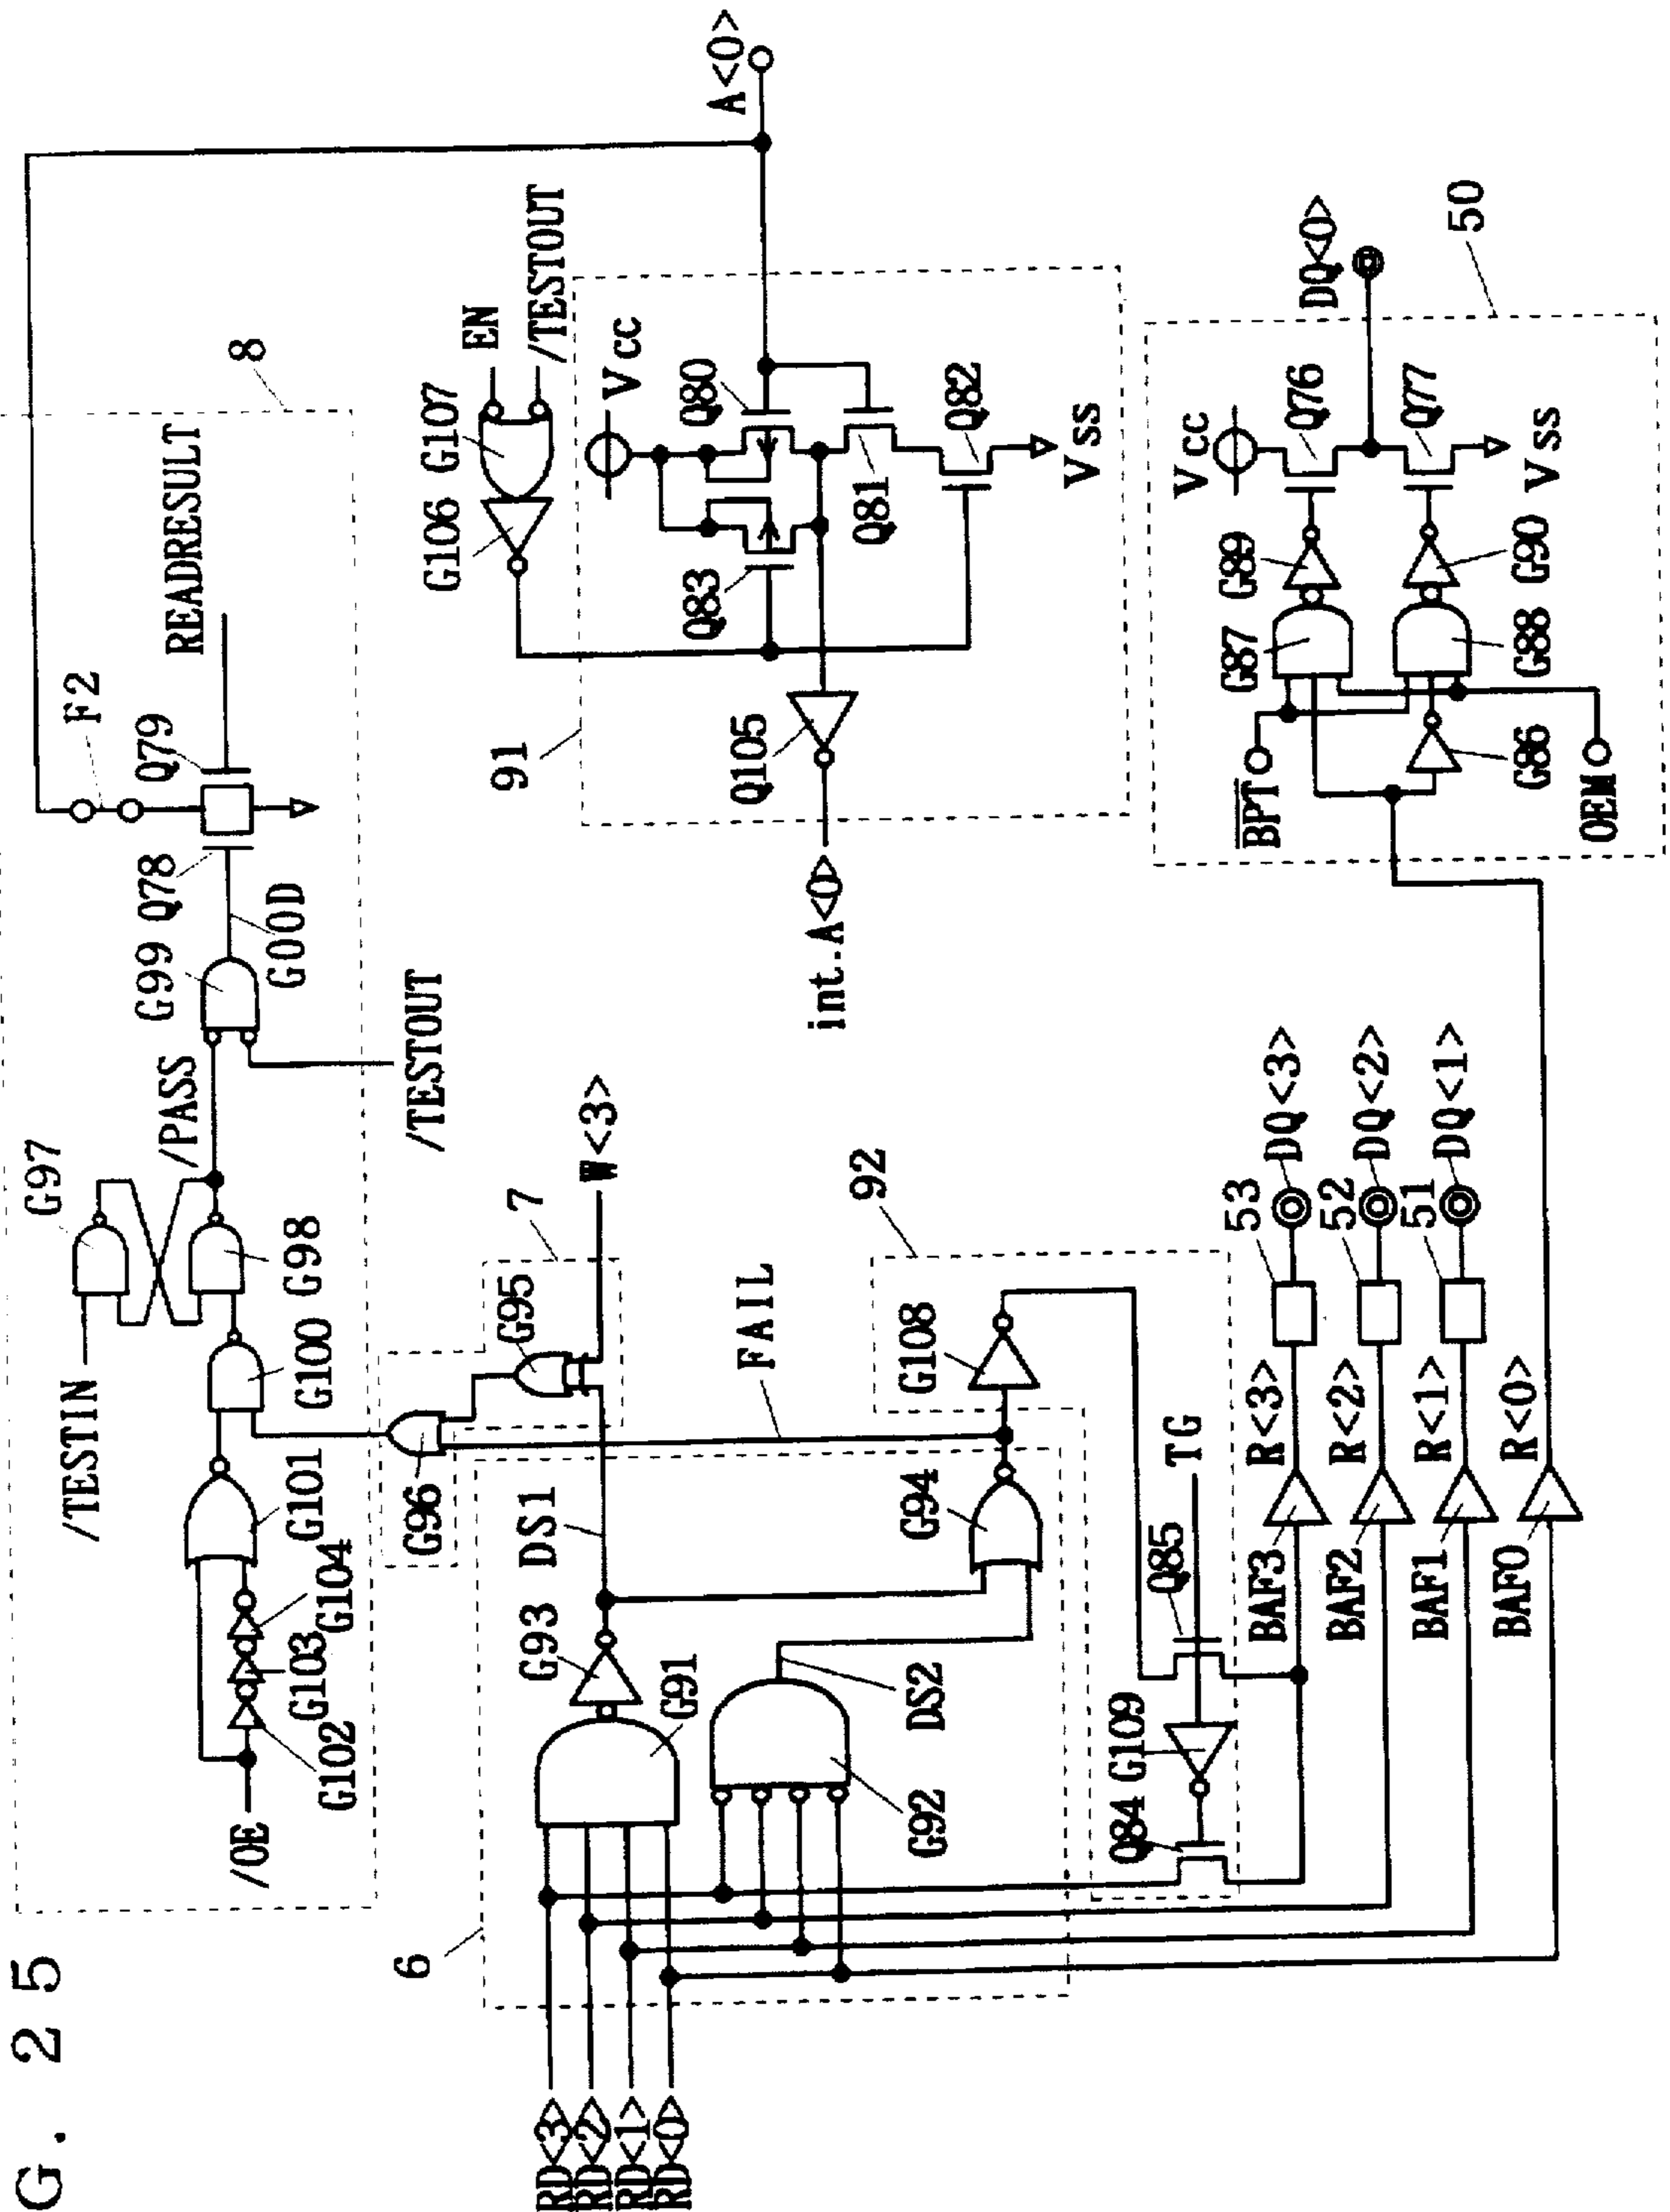 G. 25
8
A<0>
F2
READRESULT
Q79
G99 Q78
GOOD
/PASS
/TESTOUT
G97
G98
G100
/TESTIN
G101
G104
G103
G102
/OE
EN
/TESTOUT
G107
G106
Vcc
Q80
Q83
Q81
Q82
Vss
Q105
91
int.A<0>
W<3>
7
G95
G96
DS1
FAIL
G93
G91
G94
DS2
G92
6
RD<3>
RD<2>
RD<1>
RD<0>
92
G108
TG
Q85
G109
Q84
DQ<0>
50
Vcc
Q76
Q77
Vss
G89
G90
G87
G88
G86
BPT
OEM
DQ<3>
DQ<2>
DQ<1>
53
52
51
R<3>
R<2>
R<1>
R<0>
BAF3
BAF2
BAF1
BAF0